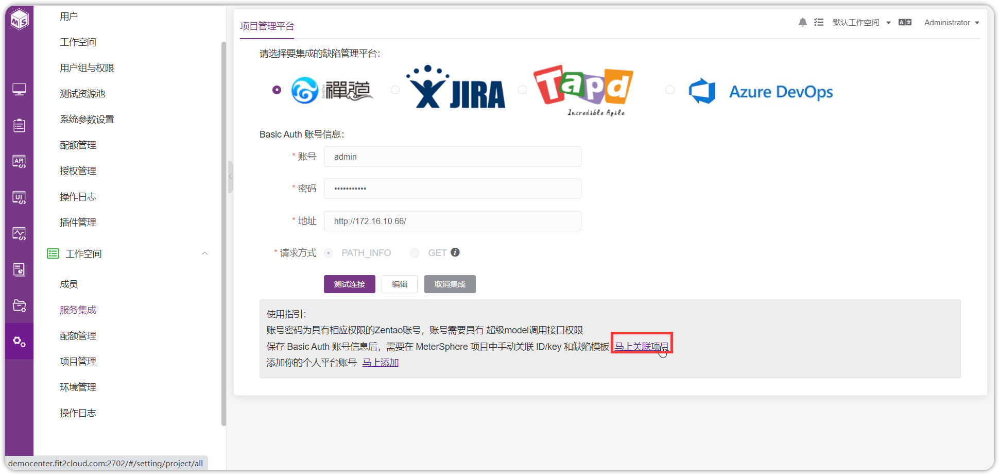 MS
用户
工作空间
用户组与权限
测试资源池
系统参数设置
配额管理
授权管理
操作日志
插件管理
工作空间
成员
服务集成
配额管理
项目管理
环境管理
操作日志
API
UI
项目管理平台
默认工作空间
Administrator
请选择要集成的缺陷管理平台：
ZenTao 禪道
JIRA
Tapd
Incredible Agile
Azure DevOps
Basic Auth 账号信息：
* 账号 admin
* 密码 •••••••••••
* 地址 http://172.16.10.66/
* 请求方式 PATH_INFO GET
测试连接 编辑 取消集成
使用指引：
账号密码为具有相应权限的Zentao账号，账号需要具有 超级model调用接口权限
保存 Basic Auth 账号信息后，需要在 MeterSphere 项目中手动关联 ID/key 和缺陷模板 马上关联项目
添加你的个人平台账号 马上添加
democenter.fit2cloud.com:2702/#/setting/project/all